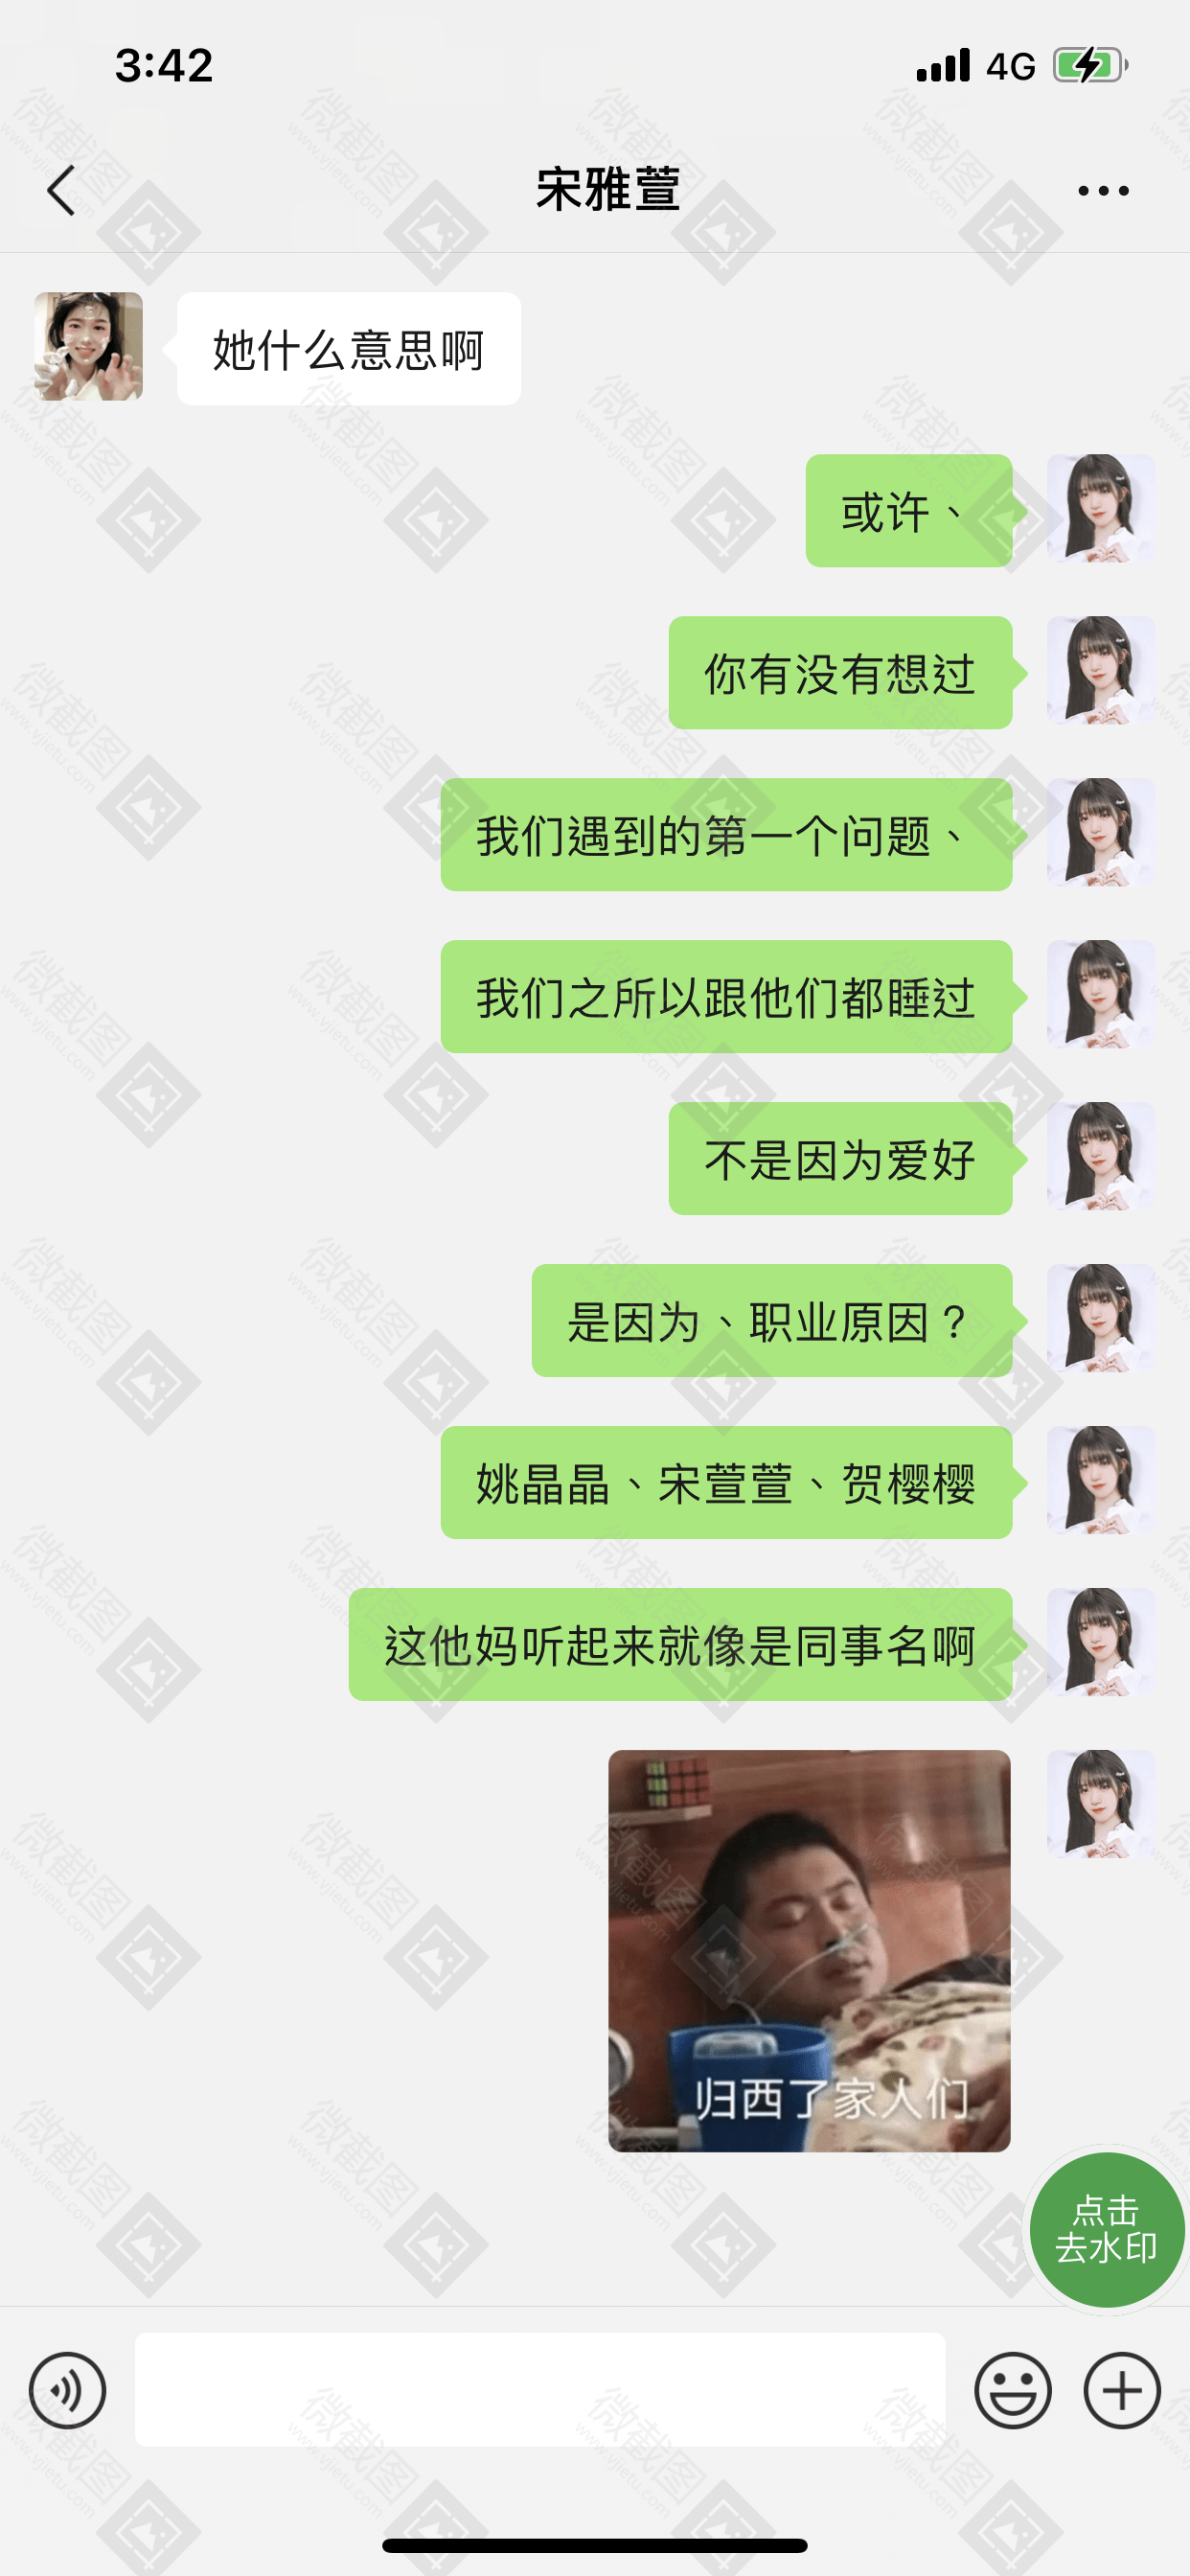 3:42
4G
宋雅萱
她什么意思啊
或许、
你有没有想过
我们遇到的第一个问题、
我们之所以跟他们都睡过
不是因为爱好
是因为、职业原因？
姚晶晶、宋萱萱、贺樱樱
这他妈听起来就像是同事名啊
归西了家人们
点击
去水印
微截图
www.vjietu.com